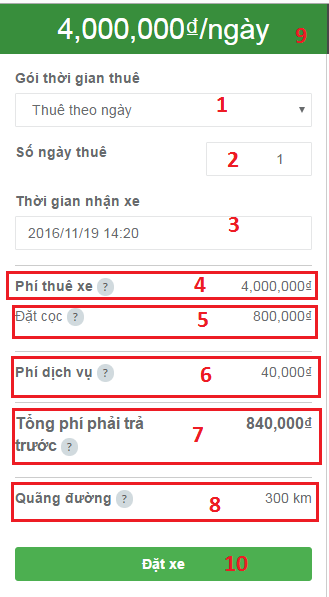 4,000,000₫/ngày 9
Gói thời gian thuê
Thuê theo ngày 1
Số ngày thuê 2 1
Thời gian nhận xe
2016/11/19 14:20 3
Phí thuê xe ? 4 4,000,000₫
Đặt cọc ? 5 800,000₫
Phí dịch vụ ? 6 40,000₫
Tổng phí phải trả 840,000₫
trước ? 7
Quãng đường ? 8 300 km
Đặt xe 10